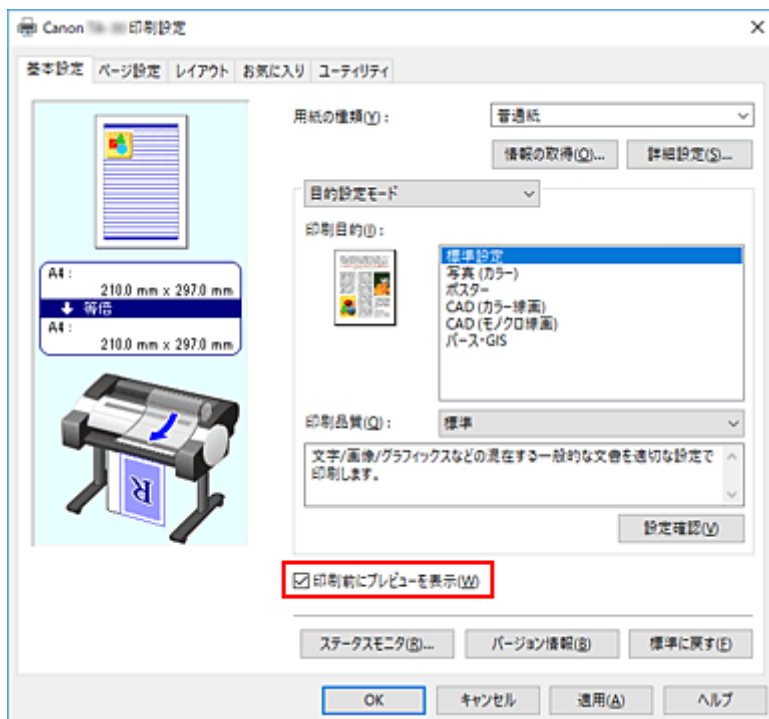 Canon 印刷設定
基本設定 ページ設定 レイアウト お気に入り ユーティリティ
用紙の種類(Y)：
普通紙
情報の取得(O)...
詳細設定(S)...
目的設定モード
印刷目的(I)：
標準設定
写真 (カラー)
ポスター
CAD (カラー線画)
CAD (モノクロ線画)
パース・GIS
A4 :
210.0 mm x 297.0 mm
等倍
A4 :
210.0 mm x 297.0 mm
R
印刷品質(Q)：
標準
文字/画像/グラフィックスなどの混在する一般的な文書を適切な設定で
印刷します。
設定確認(V)
印刷前にプレビューを表示(W)
ステータスモニタ(R)...
バージョン情報(B)
標準に戻す(F)
OK
キャンセル
適用(A)
ヘルプ